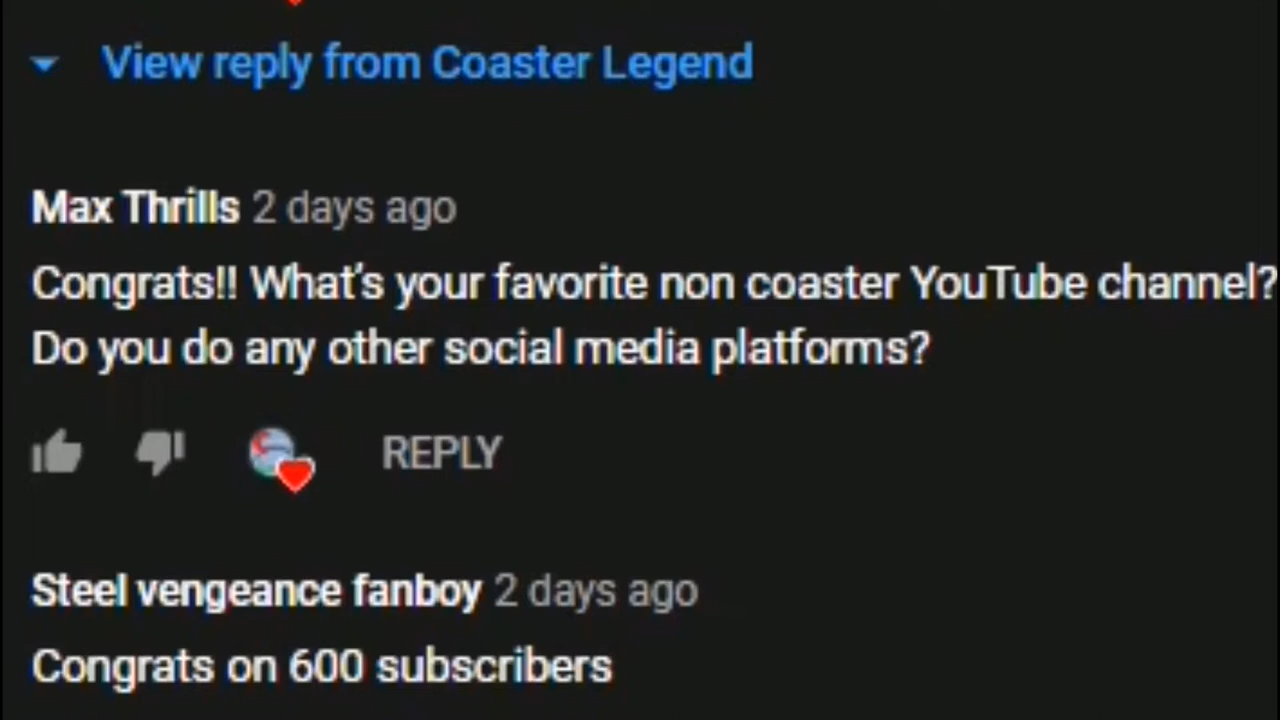 View reply from Coaster Legend
Max Thrills 2 days ago
Congrats!! What's your favorite non coaster YouTube channel?
Do you do any other social media platforms?
REPLY
Steel vengeance fanboy 2 days ago
Congrats on 600 subscribers